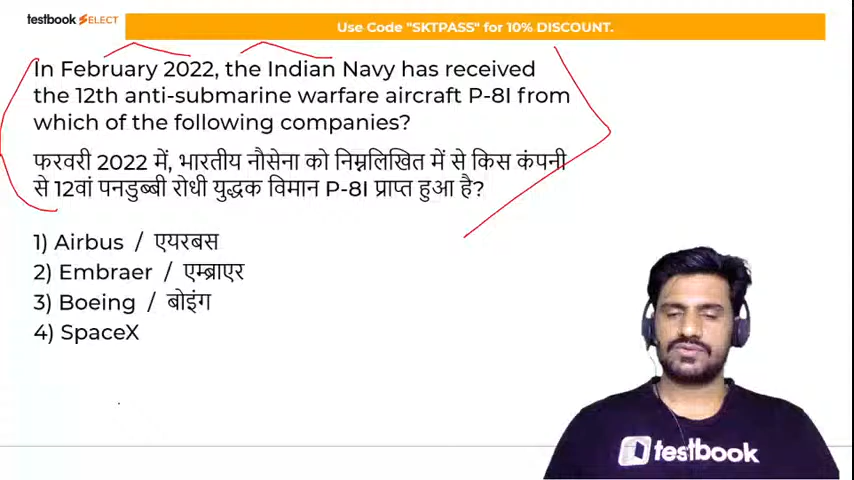 testbook SELECT
Use Code "SKTPASS" for 10% DISCOUNT.
In February 2022, the Indian Navy has received
the 12th anti-submarine warfare aircraft P-8I from
which of the following companies?
फरवरी 2022 में, भारतीय नौसेना को निम्नलिखित में से किस कंपनी
से 12वां पनडुब्बी रोधी युद्धक विमान P-8I प्राप्त हुआ है?
1) Airbus / एयरबस
2) Embraer / एम्ब्राएर
3) Boeing / बोइंग
4) SpaceX
testbook